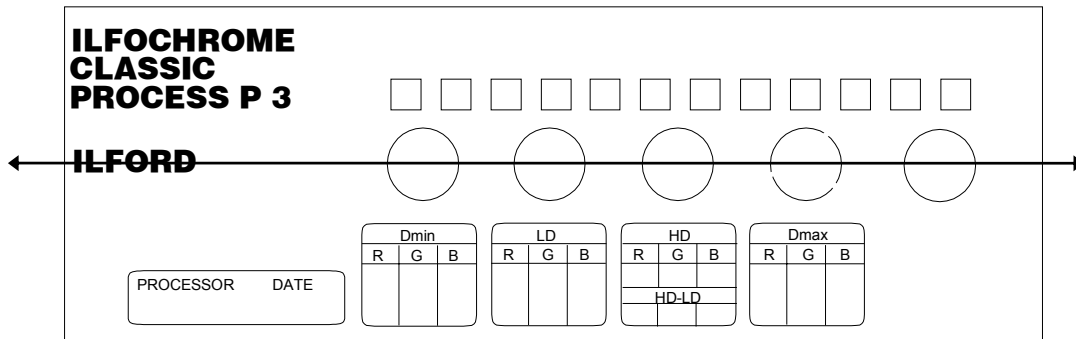 ILFOCHROME
CLASSIC
PROCESS P 3
ILFORD
Dmin LD HD Dmax
R G B R G B R G B R G B
PROCESSOR DATE
HD-LD